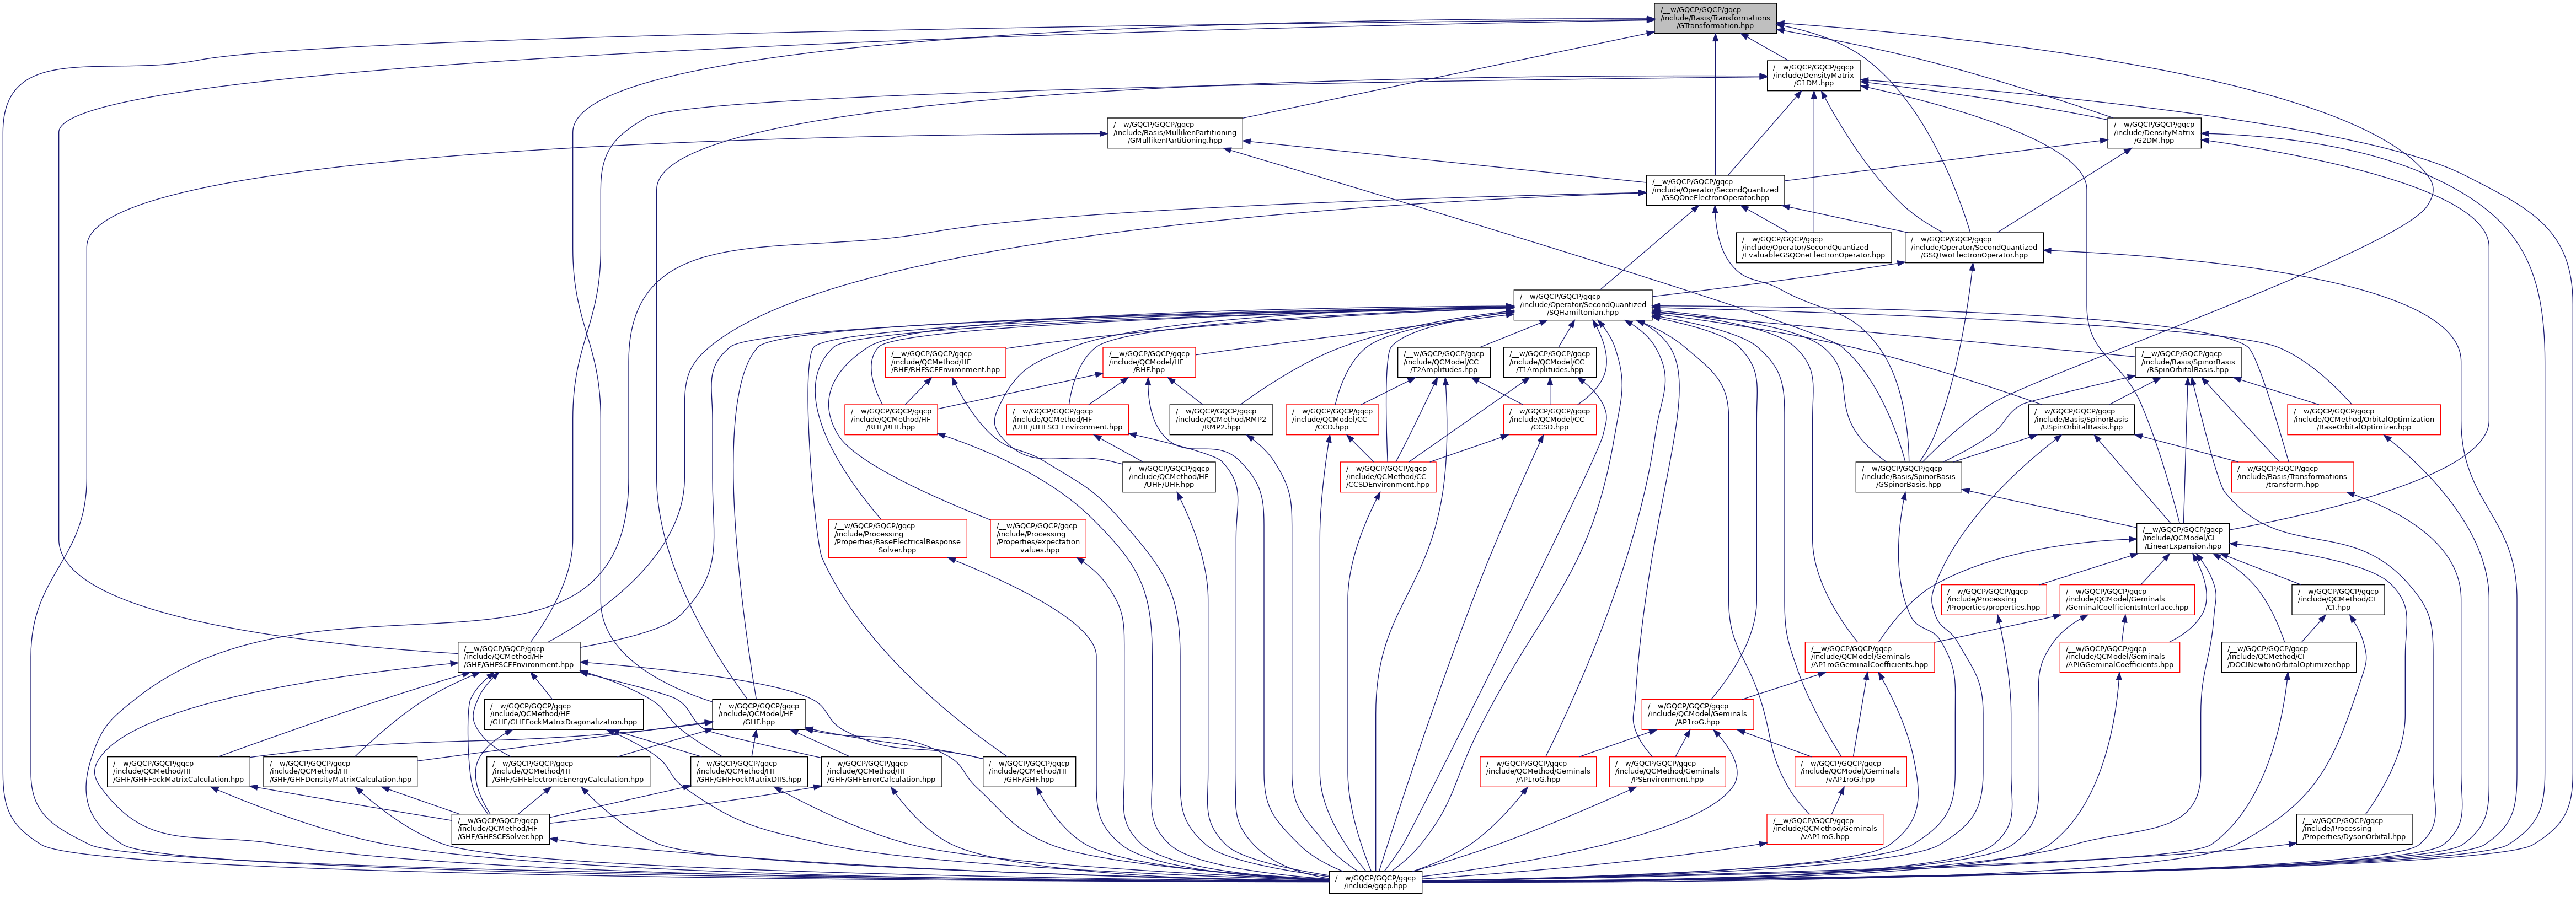 /__w/GQCP/GQCP/gqcp
/include/Basis/Transformations
/GTransformation.hpp
/__w/GQCP/GQCP/gqcp
/include/DensityMatrix
/G1DM.hpp
/__w/GQCP/GQCP/gqcp
/include/Basis/MullikenPartitioning
/GMullikenPartitioning.hpp
/__w/GQCP/GQCP/gqcp
/include/DensityMatrix
/G2DM.hpp
/__w/GQCP/GQCP/gqcp
/include/Operator/SecondQuantized
/GSQOneElectronOperator.hpp
/__w/GQCP/GQCP/gqcp
/include/Operator/SecondQuantized
/EvaluableGSQOneElectronOperator.hpp
/__w/GQCP/GQCP/gqcp
/include/Operator/SecondQuantized
/GSQTwoElectronOperator.hpp
/__w/GQCP/GQCP/gqcp
/include/Operator/SecondQuantized
/SQHamiltonian.hpp
/__w/GQCP/GQCP/gqcp
/include/QCMethod/HF
/RHF/RHFSCFEnvironment.hpp
/__w/GQCP/GQCP/gqcp
/include/QCModel/HF
/RHF.hpp
/__w/GQCP/GQCP/gqcp
/include/QCModel/CC
/T2Amplitudes.hpp
/__w/GQCP/GQCP/gqcp
/include/QCModel/CC
/T1Amplitudes.hpp
/__w/GQCP/GQCP/gqcp
/include/Basis/SpinorBasis
/RSpinOrbitalBasis.hpp
/__w/GQCP/GQCP/gqcp
/include/QCMethod/HF
/RHF/RHF.hpp
/__w/GQCP/GQCP/gqcp
/include/QCMethod/HF
/UHF/UHFSCFEnvironment.hpp
/__w/GQCP/GQCP/gqcp
/include/QCMethod/RMP2
/RMP2.hpp
/__w/GQCP/GQCP/gqcp
/include/QCModel/CC
/CCD.hpp
/__w/GQCP/GQCP/gqcp
/include/QCModel/CC
/CCSD.hpp
/__w/GQCP/GQCP/gqcp
/include/Basis/SpinorBasis
/USpinOrbitalBasis.hpp
/__w/GQCP/GQCP/gqcp
/include/QCMethod/OrbitalOptimization
/BaseOrbitalOptimizer.hpp
/__w/GQCP/GQCP/gqcp
/include/QCMethod/HF
/UHF/UHF.hpp
/__w/GQCP/GQCP/gqcp
/include/QCMethod/CC
/CCSDEnvironment.hpp
/__w/GQCP/GQCP/gqcp
/include/Basis/SpinorBasis
/GSpinorBasis.hpp
/__w/GQCP/GQCP/gqcp
/include/Basis/Transformations
/transform.hpp
/__w/GQCP/GQCP/gqcp
/include/Processing
/Properties/BaseElectricalResponse
Solver.hpp
/__w/GQCP/GQCP/gqcp
/include/Processing
/Properties/expectation
_values.hpp
/__w/GQCP/GQCP/gqcp
/include/QCModel/CI
/LinearExpansion.hpp
/__w/GQCP/GQCP/gqcp
/include/Processing
/Properties/properties.hpp
/__w/GQCP/GQCP/gqcp
/include/QCModel/Geminals
/GeminalCoefficientsInterface.hpp
/__w/GQCP/GQCP/gqcp
/include/QCMethod/CI
/CI.hpp
/__w/GQCP/GQCP/gqcp
/include/QCMethod/HF
/GHF/GHFSCFEnvironment.hpp
/__w/GQCP/GQCP/gqcp
/include/QCModel/Geminals
/AP1roGGeminalCoefficients.hpp
/__w/GQCP/GQCP/gqcp
/include/QCModel/Geminals
/APIGGeminalCoefficients.hpp
/__w/GQCP/GQCP/gqcp
/include/QCMethod/CI
/DOCINewtonOrbitalOptimizer.hpp
/__w/GQCP/GQCP/gqcp
/include/QCMethod/HF
/GHF/GHFFockMatrixDiagonalization.hpp
/__w/GQCP/GQCP/gqcp
/include/QCModel/HF
/GHF.hpp
/__w/GQCP/GQCP/gqcp
/include/QCModel/Geminals
/AP1roG.hpp
/__w/GQCP/GQCP/gqcp
/include/QCMethod/HF
/GHF/GHFFockMatrixCalculation.hpp
/__w/GQCP/GQCP/gqcp
/include/QCMethod/HF
/GHF/GHFDensityMatrixCalculation.hpp
/__w/GQCP/GQCP/gqcp
/include/QCMethod/HF
/GHF/GHFElectronicEnergyCalculation.hpp
/__w/GQCP/GQCP/gqcp
/include/QCMethod/HF
/GHF/GHFFockMatrixDIIS.hpp
/__w/GQCP/GQCP/gqcp
/include/QCMethod/HF
/GHF/GHFErrorCalculation.hpp
/__w/GQCP/GQCP/gqcp
/include/QCMethod/HF
/GHF/GHF.hpp
/__w/GQCP/GQCP/gqcp
/include/QCMethod/Geminals
/AP1roG.hpp
/__w/GQCP/GQCP/gqcp
/include/QCMethod/Geminals
/PSEnvironment.hpp
/__w/GQCP/GQCP/gqcp
/include/QCModel/Geminals
/vAP1roG.hpp
/__w/GQCP/GQCP/gqcp
/include/QCMethod/HF
/GHF/GHFSCFSolver.hpp
/__w/GQCP/GQCP/gqcp
/include/QCMethod/Geminals
/vAP1roG.hpp
/__w/GQCP/GQCP/gqcp
/include/Processing
/Properties/DysonOrbital.hpp
/__w/GQCP/GQCP/gqcp
/include/gqcp.hpp